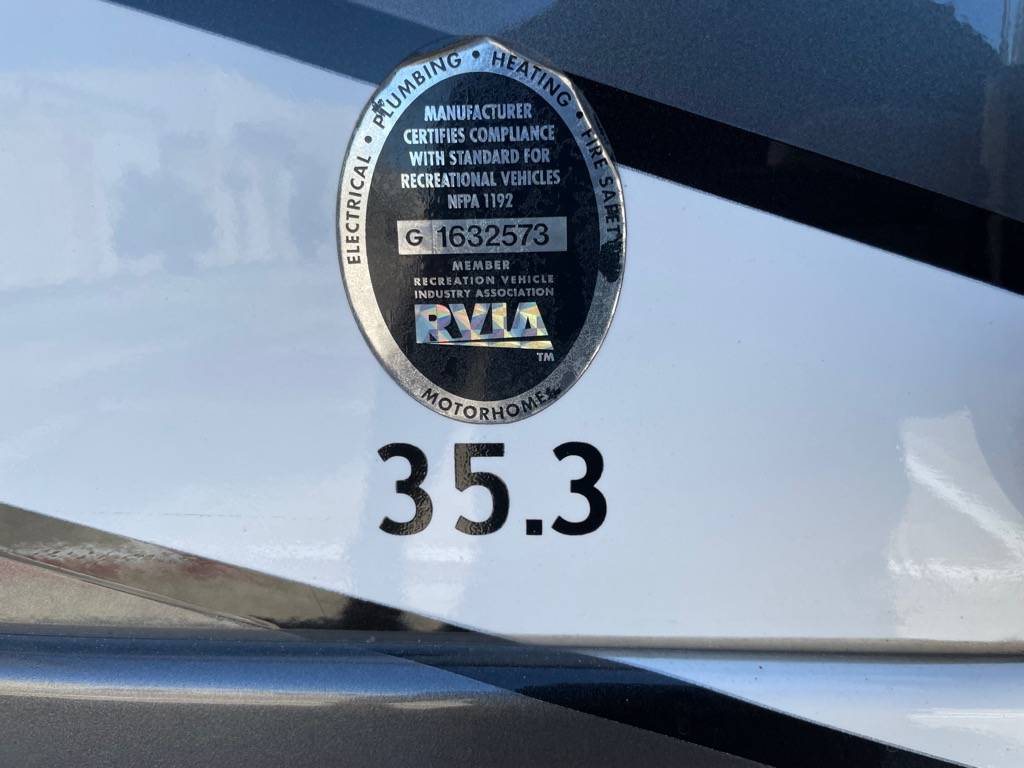 ELECTRICAL • PLUMBING • HEATING • FIRE SAFETY
MANUFACTURER
CERTIFIES COMPLIANCE
WITH STANDARD FOR
RECREATIONAL VEHICLES
NFPA 1192
G 1632573
MEMBER
RECREATION VEHICLE
INDUSTRY ASSOCIATION
RVIA
TM
MOTORHOMES
35.3